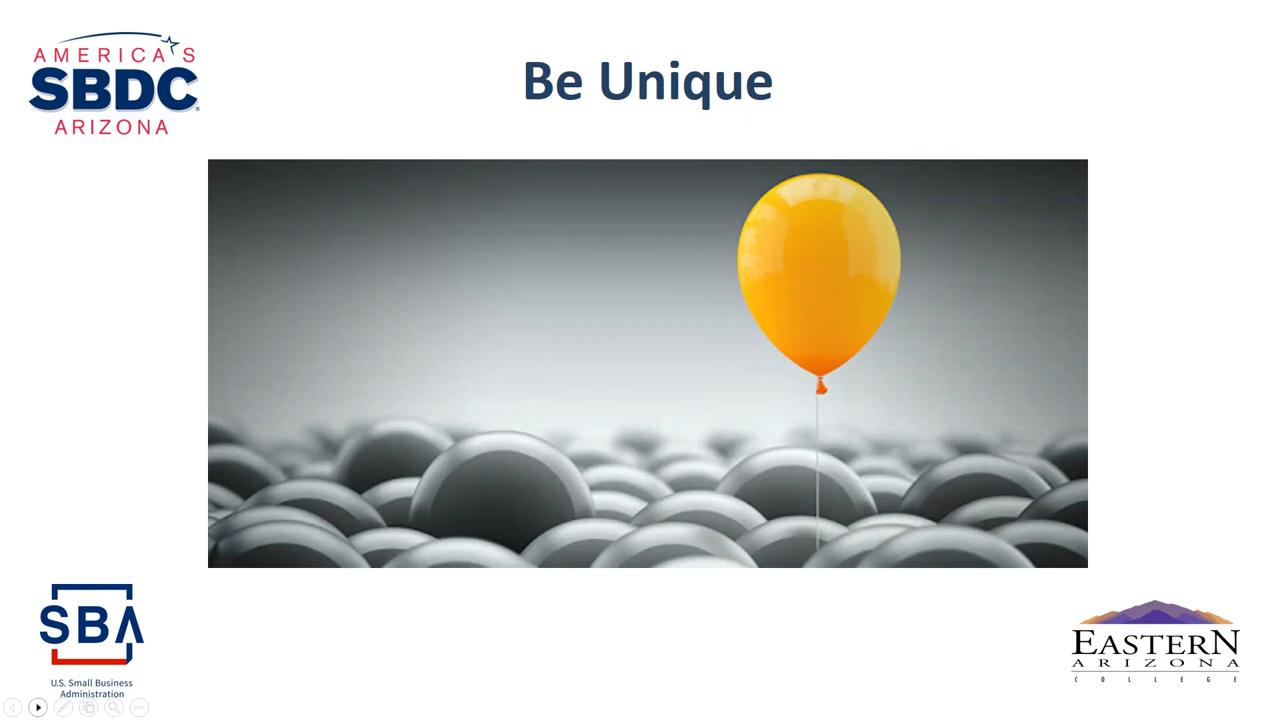 AMERICA'S
SBDC
ARIZONA
Be Unique
SBA
U.S. Small Business
Administration
EASTERN
ARIZONA
COLLEGE